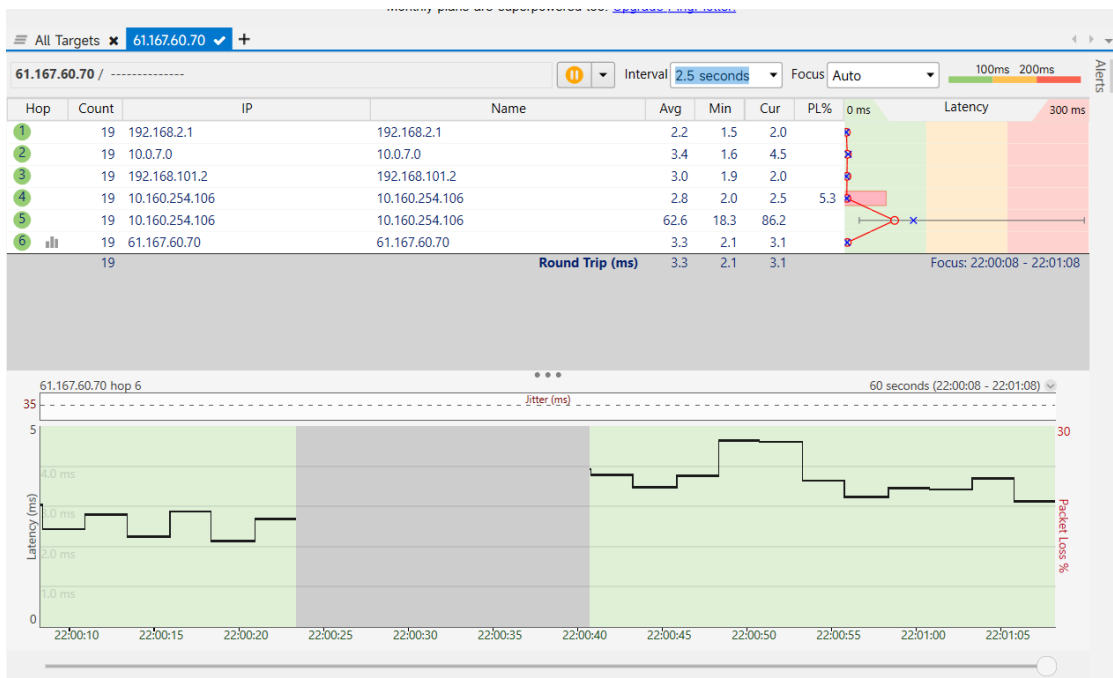 Monthly plans are superpowered too. Upgrade PingPlotter.
All Targets 61.167.60.70 +
61.167.60.70 / -------------- Interval 2.5 seconds Focus Auto 100ms 200ms
Alerts
Hop Count IP Name Avg Min Cur PL% 0 ms Latency 300 ms
1 19 192.168.2.1 192.168.2.1 2.2 1.5 2.0
2 19 10.0.7.0 10.0.7.0 3.4 1.6 4.5
3 19 192.168.101.2 192.168.101.2 3.0 1.9 2.0
4 19 10.160.254.106 10.160.254.106 2.8 2.0 2.5 5.3
5 19 10.160.254.106 10.160.254.106 62.6 18.3 86.2
6 19 61.167.60.70 61.167.60.70 3.3 2.1 3.1
19 Round Trip (ms) 3.3 2.1 3.1 Focus: 22:00:08 - 22:01:08
61.167.60.70 hop 6 60 seconds (22:00:08 - 22:01:08)
35 Jitter (ms)
5 30
4.0 ms
3.0 ms
2.0 ms
1.0 ms
0
Latency (ms)
Packet Loss %
22:00:10 22:00:15 22:00:20 22:00:25 22:00:30 22:00:35 22:00:40 22:00:45 22:00:50 22:00:55 22:01:00 22:01:05